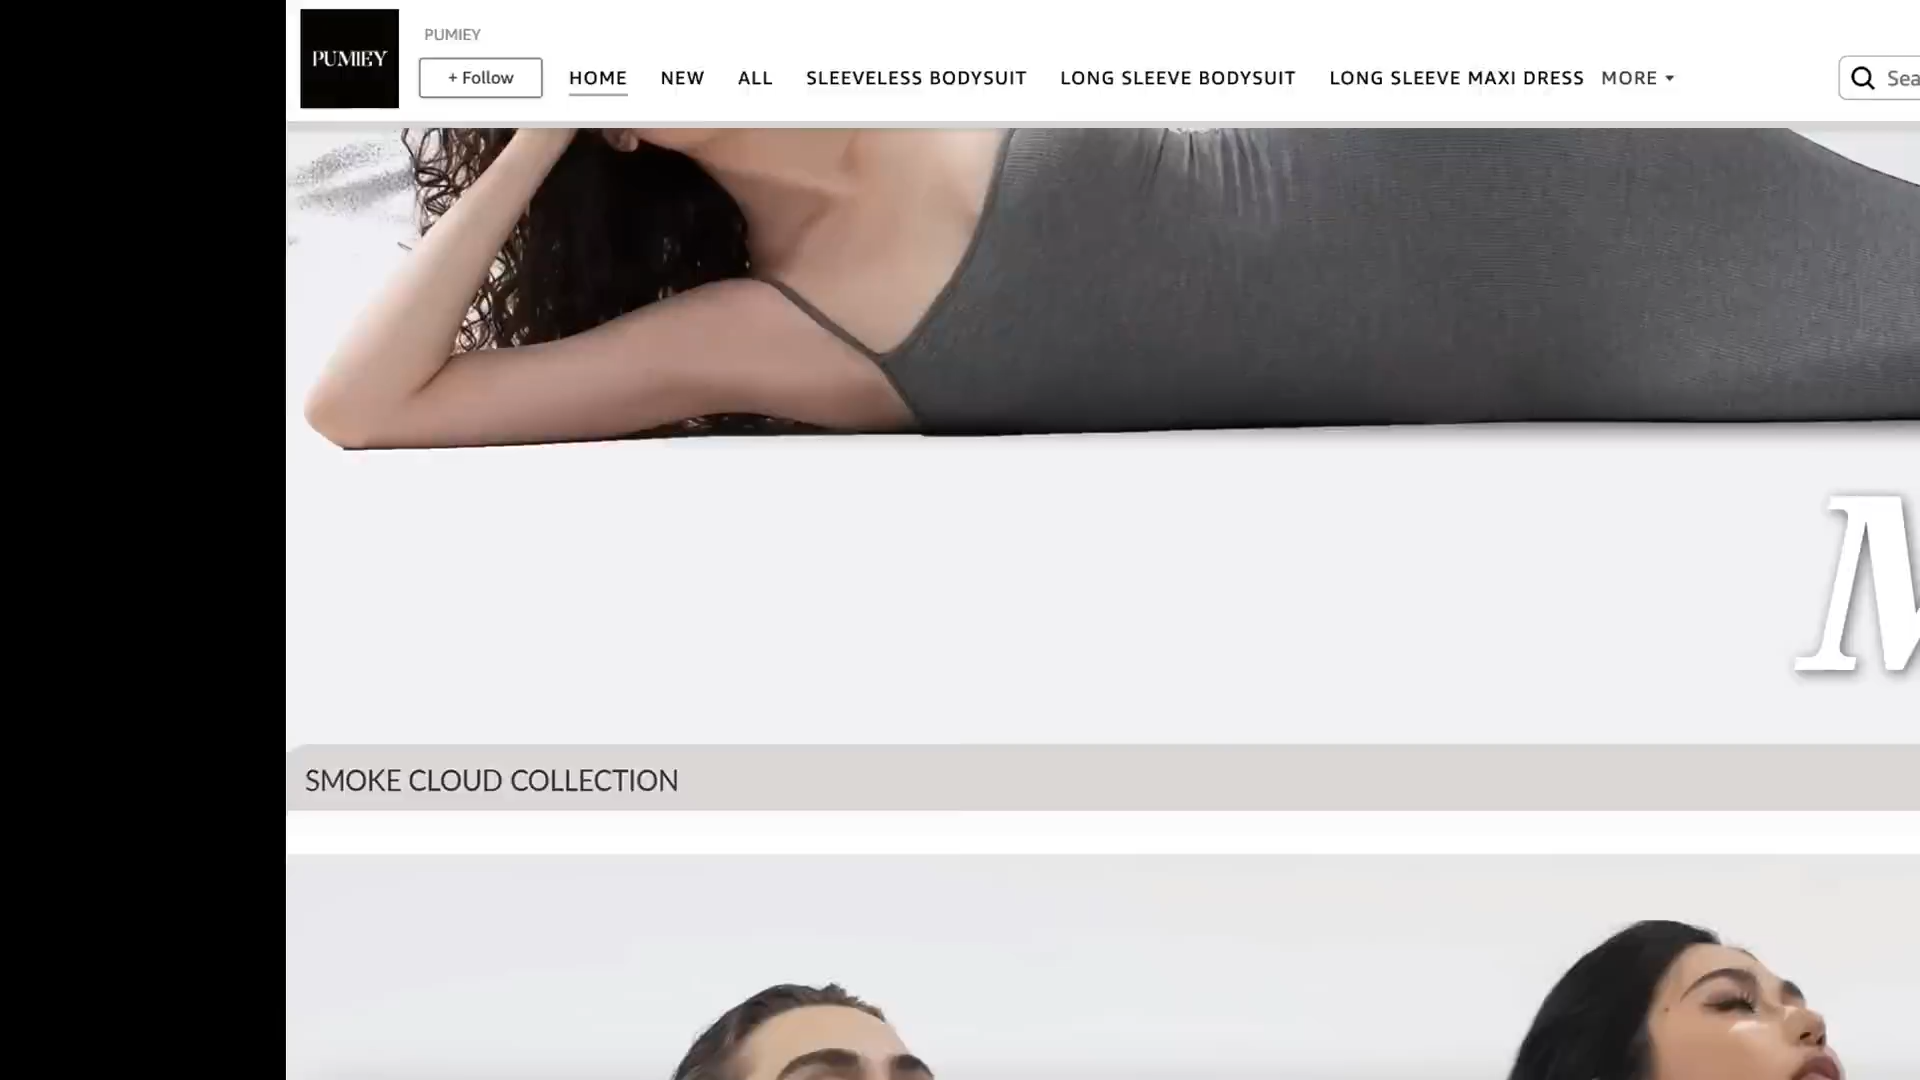 PUMIEY
PUMIEY
+ Follow
HOME NEW ALL SLEEVELESS BODYSUIT LONG SLEEVE BODYSUIT LONG SLEEVE MAXI DRESS MORE
Sea
M
SMOKE CLOUD COLLECTION